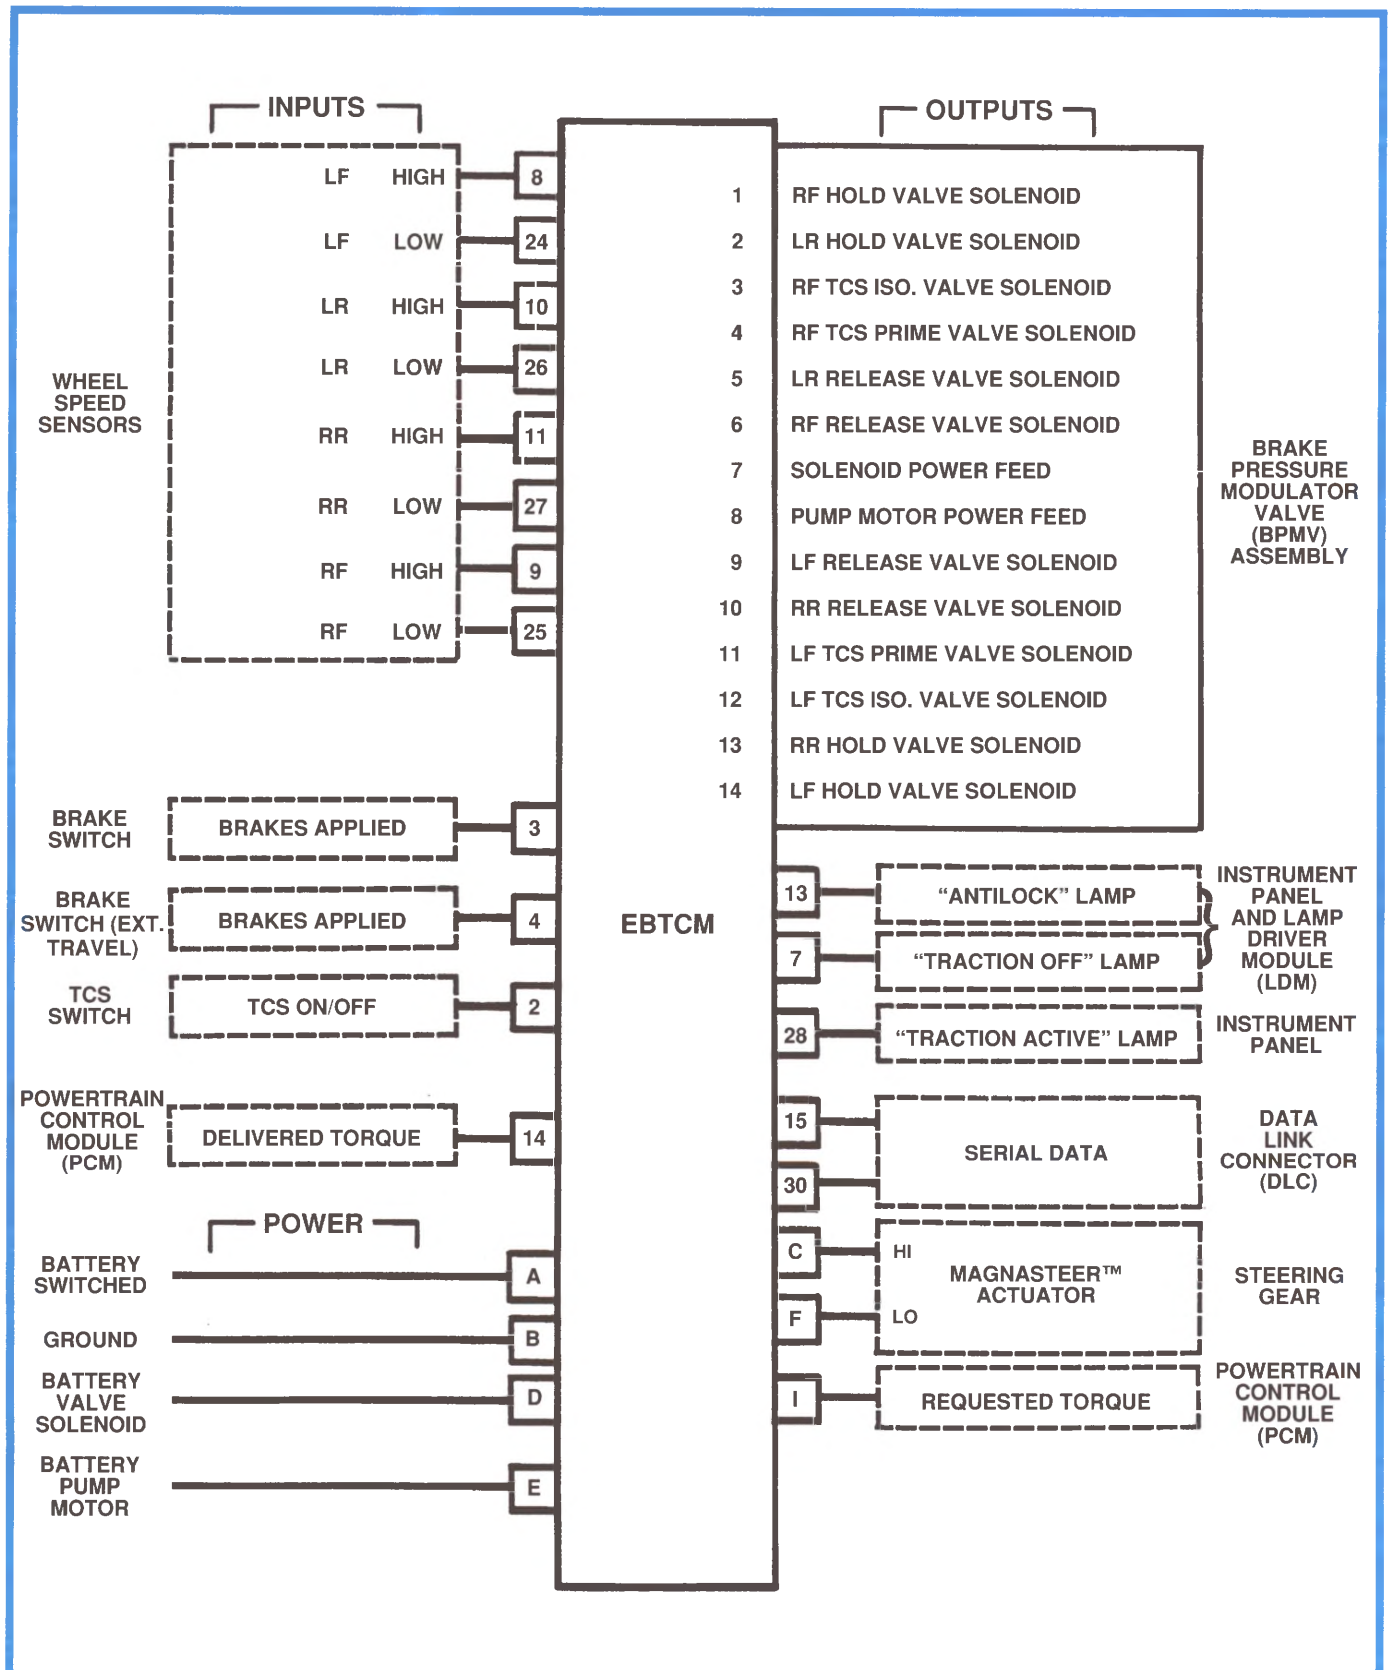 INPUTS
LF HIGH 8
LF LOW 24
LR HIGH 10
LR LOW 26
RR HIGH 11
RR LOW 27
RF HIGH 9
RF LOW 25
WHEEL
SPEED
SENSORS
BRAKE
SWITCH
BRAKES APPLIED 3
BRAKE
SWITCH (EXT.
TRAVEL)
BRAKES APPLIED 4
TCS
SWITCH
TCS ON/OFF 2
POWERTRAIN
CONTROL
MODULE
(PCM)
DELIVERED TORQUE 14
POWER
BATTERY
SWITCHED
A
GROUND B
BATTERY
VALVE
SOLENOID
D
BATTERY
PUMP
MOTOR
E
EBTCM
OUTPUTS
1 RF HOLD VALVE SOLENOID
2 LR HOLD VALVE SOLENOID
3 RF TCS ISO. VALVE SOLENOID
4 RF TCS PRIME VALVE SOLENOID
5 LR RELEASE VALVE SOLENOID
6 RF RELEASE VALVE SOLENOID
7 SOLENOID POWER FEED
8 PUMP MOTOR POWER FEED
9 LF RELEASE VALVE SOLENOID
10 RR RELEASE VALVE SOLENOID
11 LF TCS PRIME VALVE SOLENOID
12 LF TCS ISO. VALVE SOLENOID
13 RR HOLD VALVE SOLENOID
14 LF HOLD VALVE SOLENOID
BRAKE
PRESSURE
MODULATOR
VALVE
(BPMV)
ASSEMBLY
13 “ANTILOCK” LAMP
7 “TRACTION OFF” LAMP
INSTRUMENT
PANEL
AND LAMP
DRIVER
MODULE
(LDM)
28 “TRACTION ACTIVE” LAMP
INSTRUMENT
PANEL
15
SERIAL DATA
30
DATA
LINK
CONNECTOR
(DLC)
C HI
MAGNASTEER™
ACTUATOR
F LO
STEERING
GEAR
I REQUESTED TORQUE
POWERTRAIN
CONTROL
MODULE
(PCM)